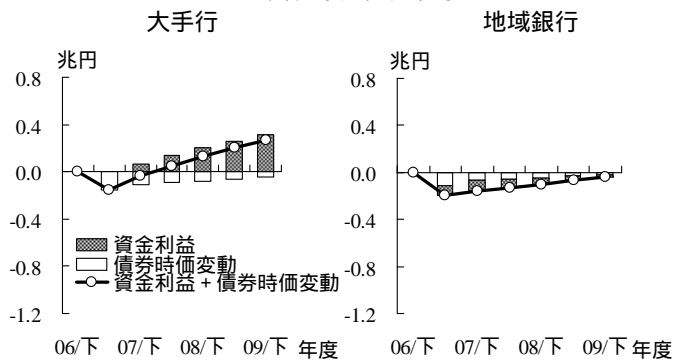 大手行
地域銀行
兆円
兆円
0.8
0.4
0.0
-0.4
-0.8
-1.2
0.8
0.4
0.0
-0.4
-0.8
-1.2
資金利益
債券時価変動
資金利益+債券時価変動
06/下 07/下 08/下 09/下 年度
06/下 07/下 08/下 09/下 年度